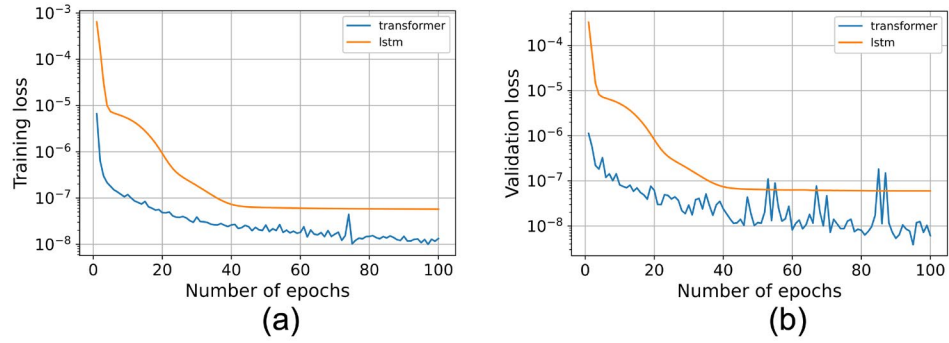 transformer
lstm
10⁻³
10⁻⁴
10⁻⁵
10⁻⁶
10⁻⁷
10⁻⁸
Training loss
0 20 40 60 80 100
Number of epochs
(a)
transformer
lstm
10⁻⁴
10⁻⁵
10⁻⁶
10⁻⁷
10⁻⁸
Validation loss
0 20 40 60 80 100
Number of epochs
(b)